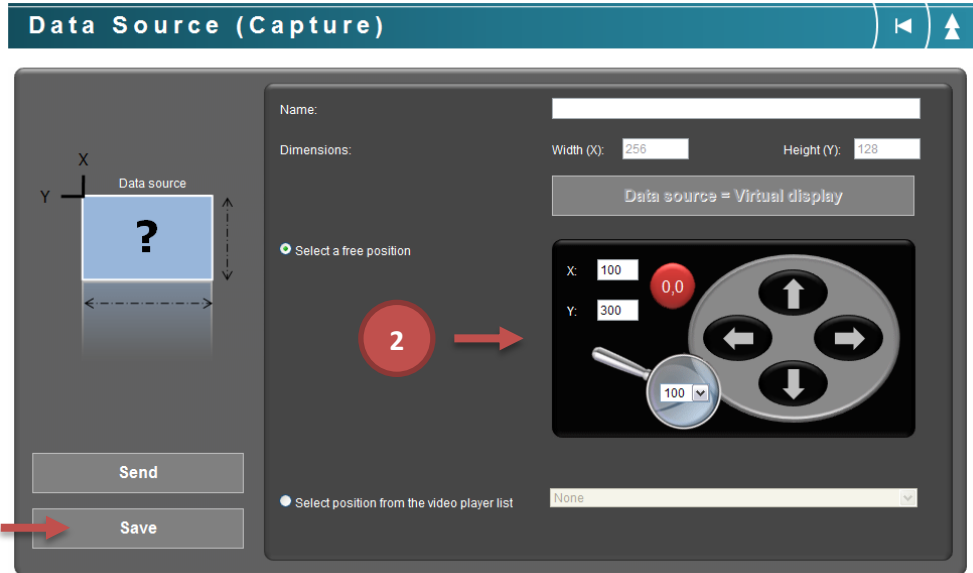 Data Source (Capture)
Name:
Dimensions:
Width (X): 256
Height (Y): 128
Data source = Virtual display
X
Y
Data source
?
Select a free position
X: 100
Y: 300
0,0
100
2
Select position from the video player list
None
Send
Save